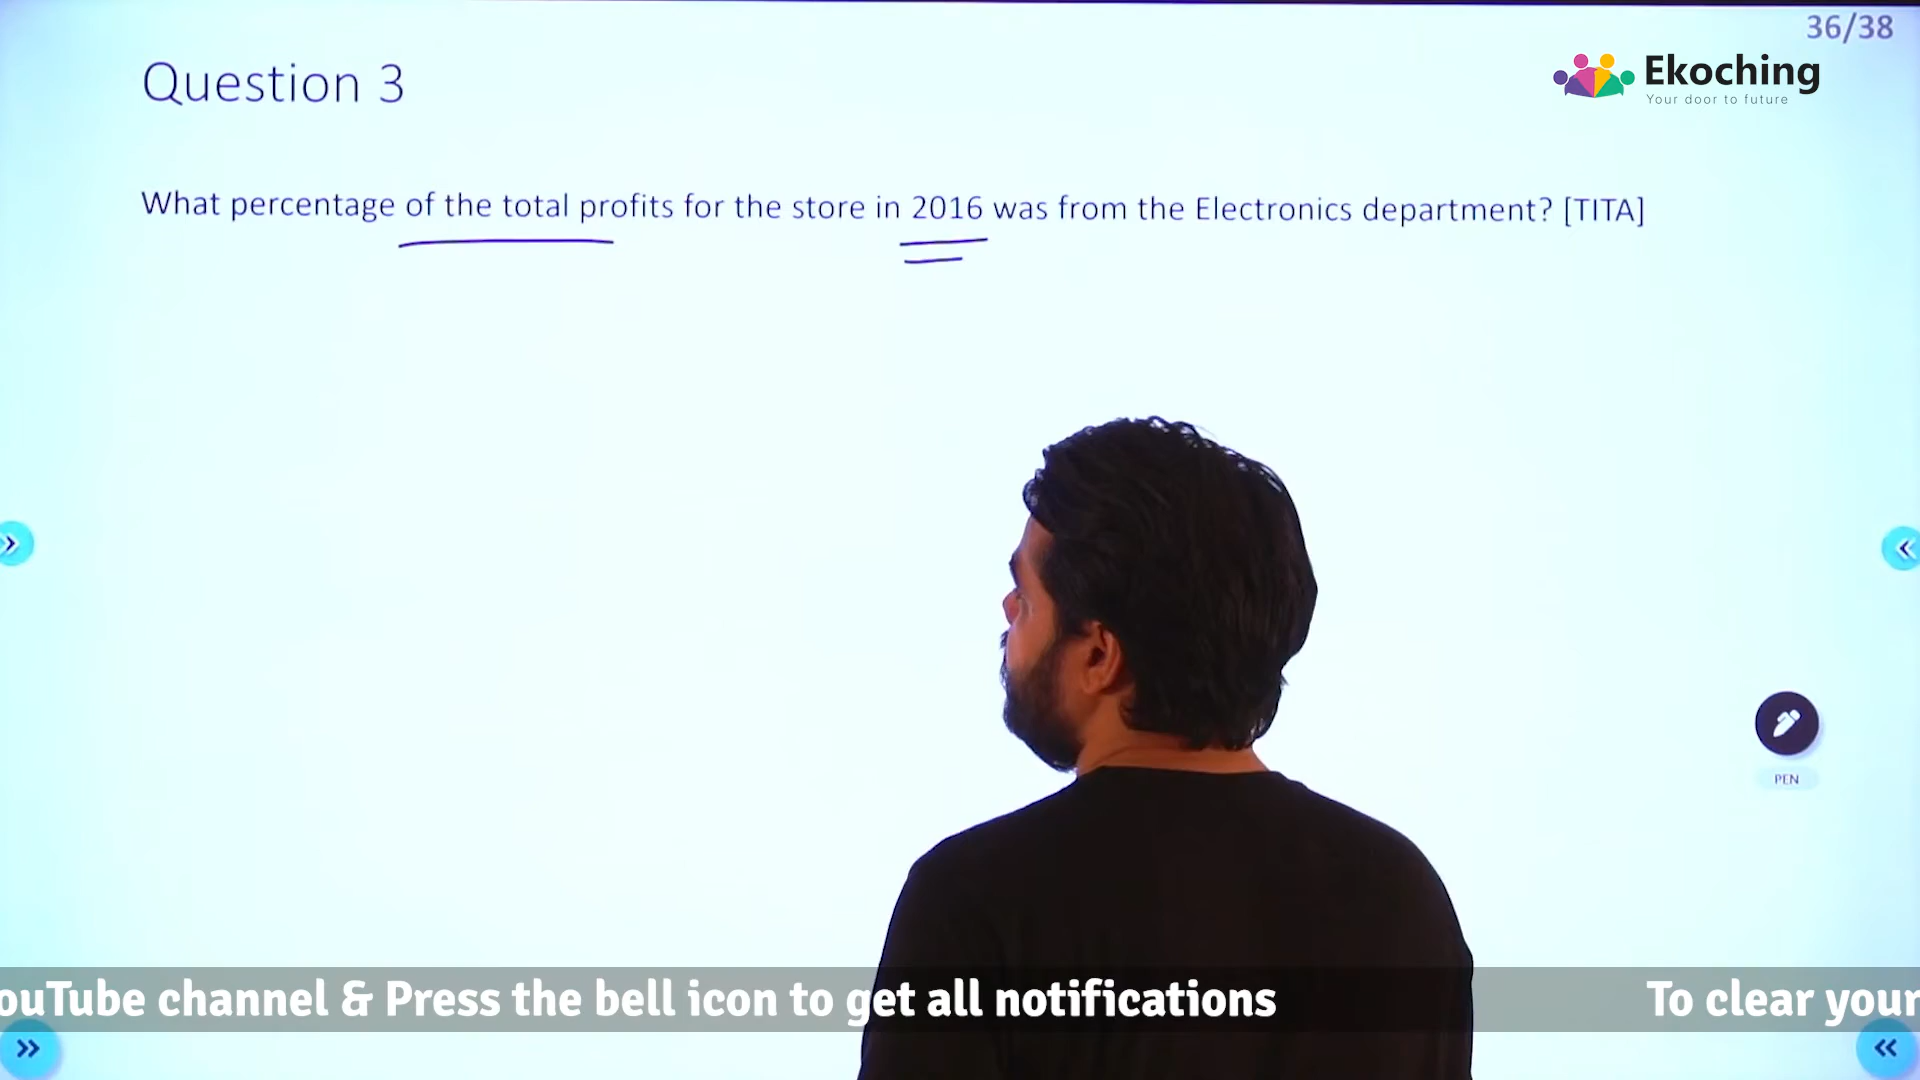 36/38
Question 3
Ekoching
Your door to future
What percentage of the total profits for the store in 2016 was from the Electronics department? [TITA]
PEN
ouTube channel & Press the bell icon to get all notifications
To clear your